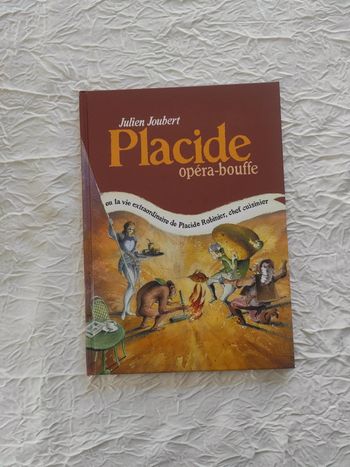 Julien Joubert
Placide
opéra-bouffe
ou la vie extraordinaire de Placide Robinier, chef cuisinier